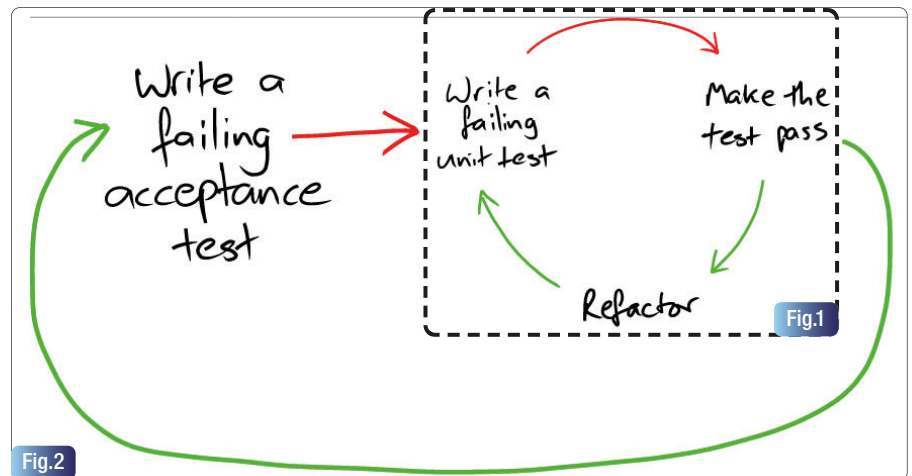 Write a
failing
acceptance
test
Write a
failing
unit test
Make the
test pass
Refactor
Fig.1
Fig.2